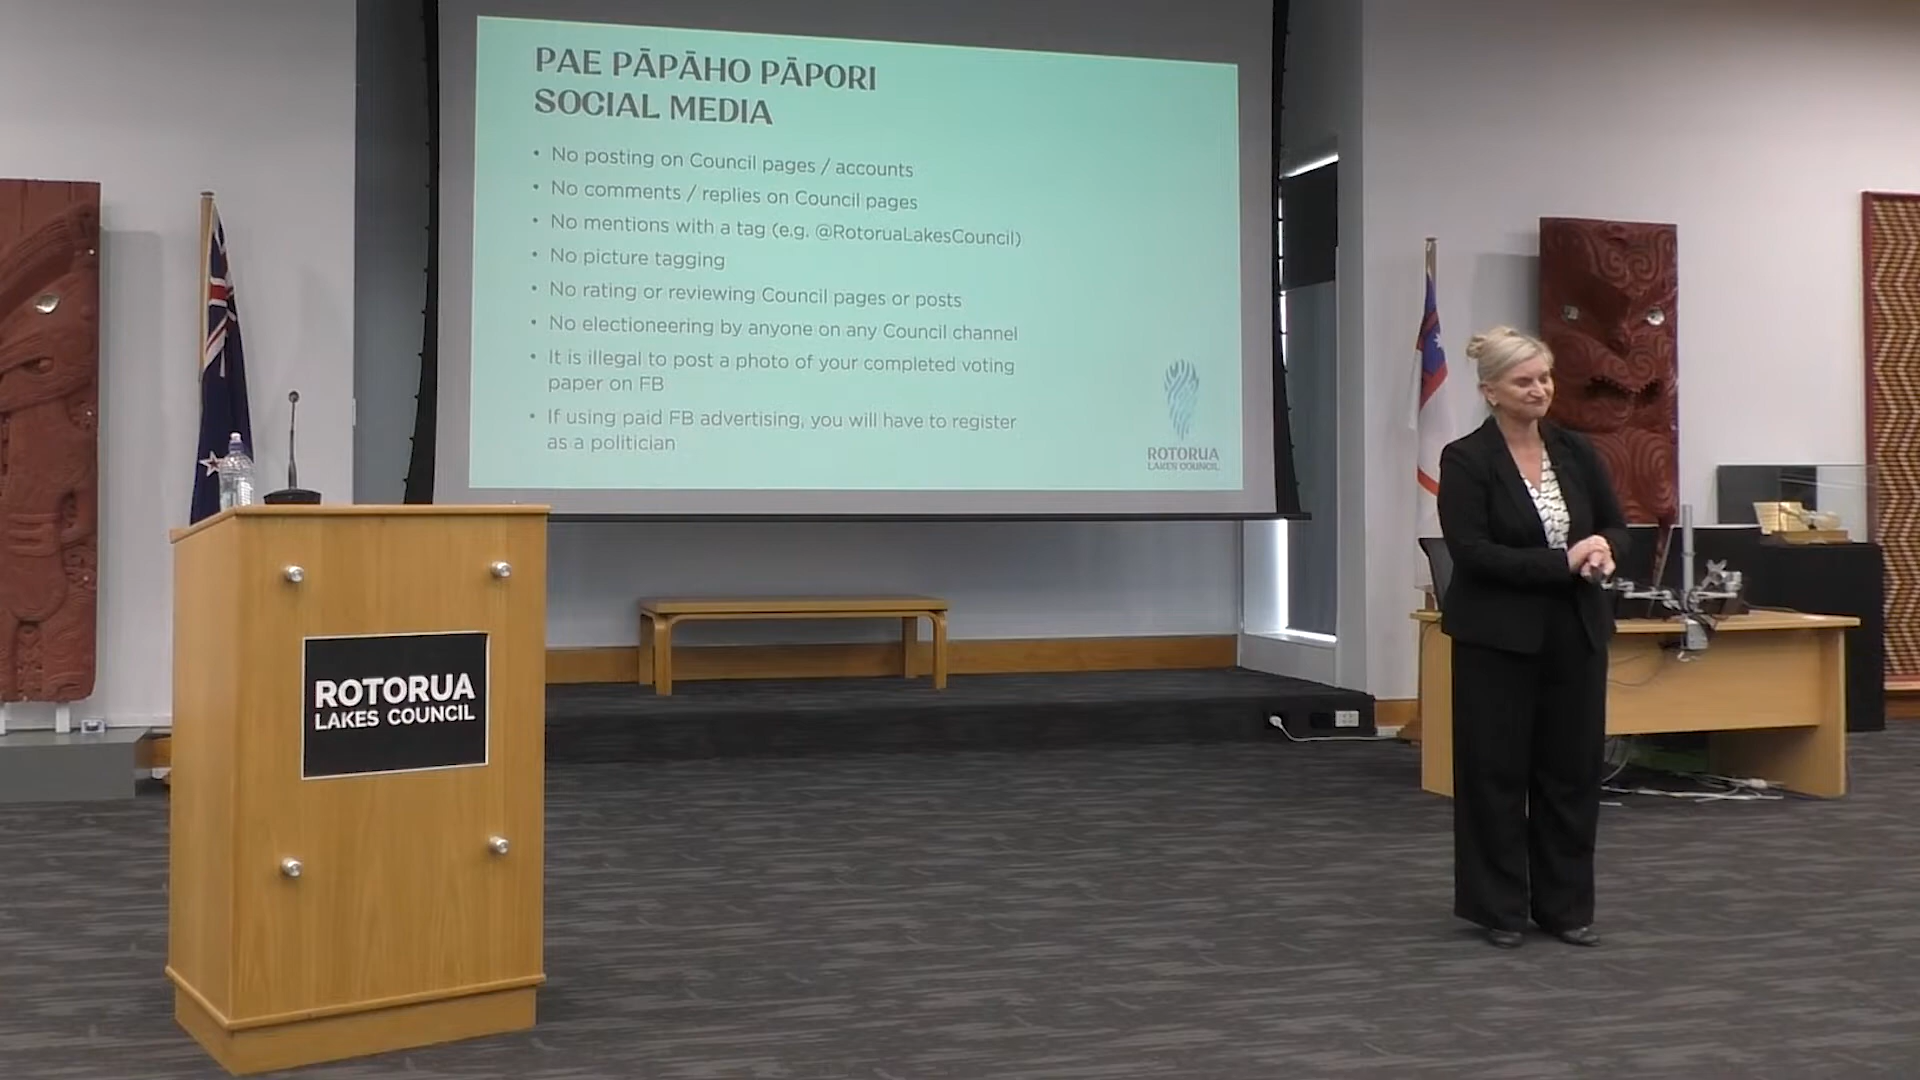 PAE PĀPĀHO PĀPORI
SOCIAL MEDIA
• No posting on Council pages / accounts
• No comments / replies on Council pages
• No mentions with a tag (e.g. @RotoruaLakesCouncil)
• No picture tagging
• No rating or reviewing Council pages or posts
• No electioneering by anyone on any Council channel
• It is illegal to post a photo of your completed voting
paper on FB
• If using paid FB advertising, you will have to register
as a politician
ROTORUA
LAKES COUNCIL
ROTORUA
LAKES COUNCIL